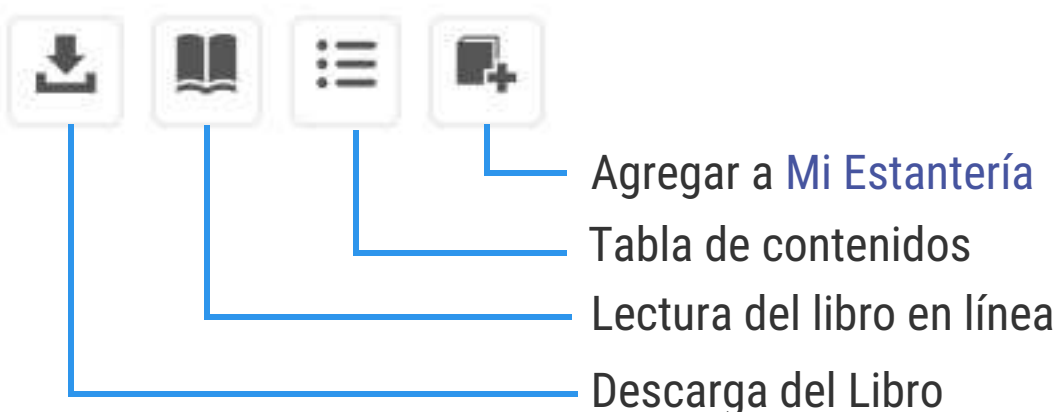 Agregar a Mi Estantería
Tabla de contenidos
Lectura del libro en línea
Descarga del Libro